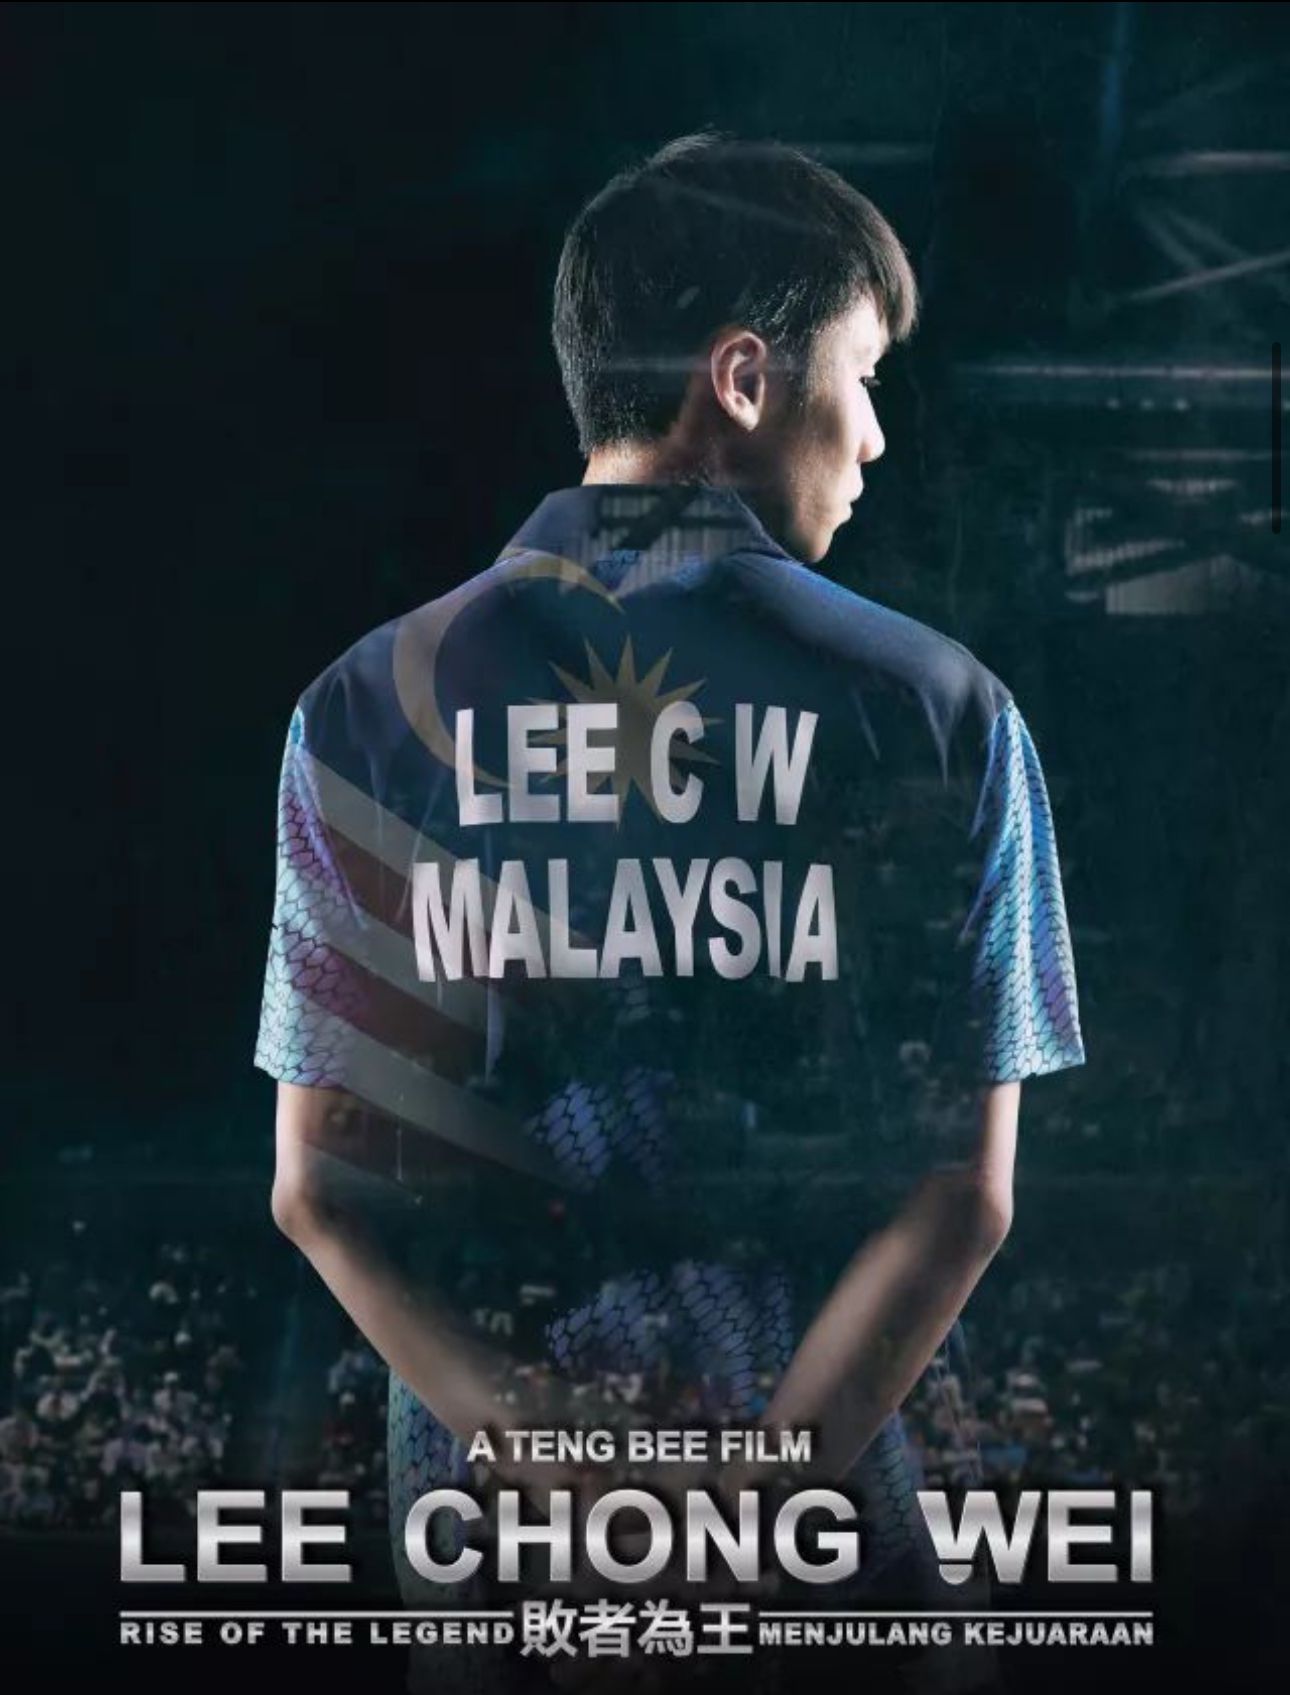 LEE C W
MALAYSIA
A TENG BEE FILM
LEE CHONG WEI
RISE OF THE LEGEND 敗者為王 MENJULANG KEJUARAAN